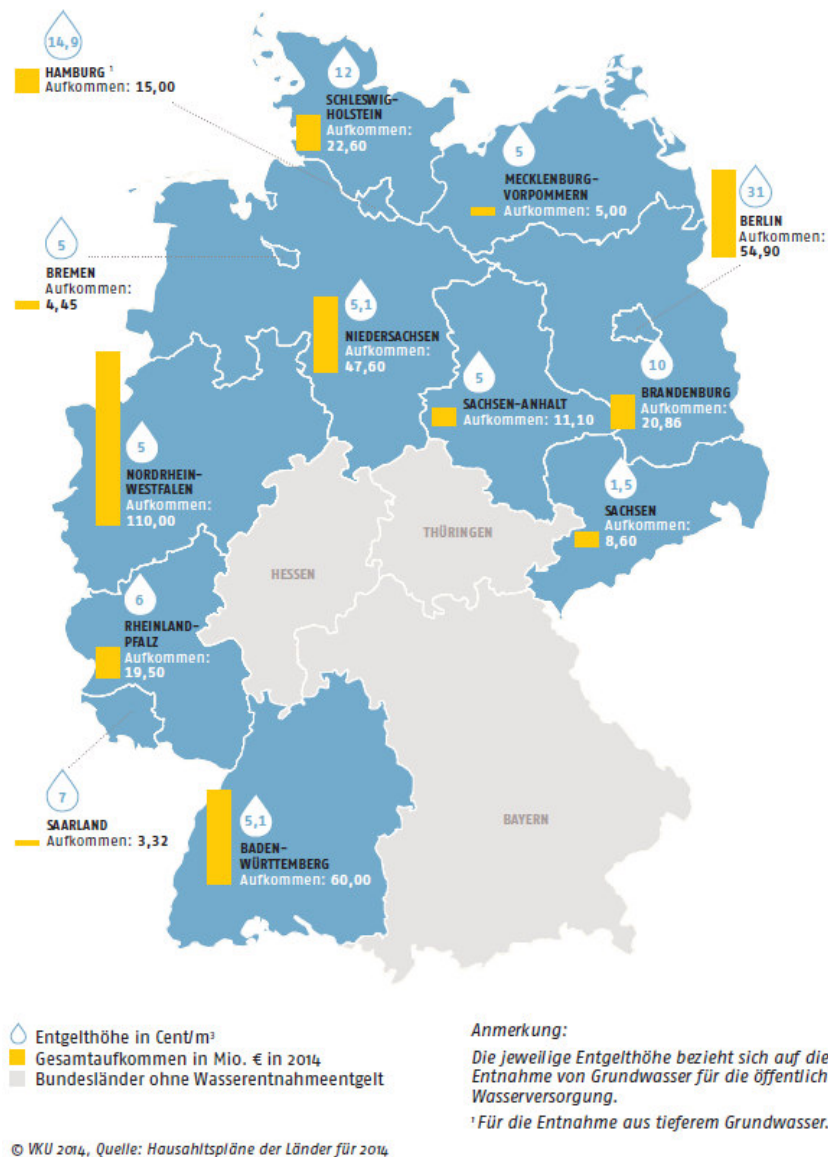 14,9
HAMBURG ¹
Aufkommen: 15,00
12
SCHLESWIG-
HOLSTEIN
Aufkommen:
22,60
5
MECKLENBURG-
VORPOMMERN
Aufkommen: 5,00
31
BERLIN
Aufkommen:
54,90
5
BREMEN
Aufkommen:
4,45
5,1
NIEDERSACHSEN
Aufkommen:
47,60
5
SACHSEN-ANHALT
Aufkommen: 11,10
10
BRANDENBURG
Aufkommen:
20,86
5
NORDRHEIN-
WESTFALEN
Aufkommen:
110,00
1,5
SACHSEN
Aufkommen:
8,60
THÜRINGEN
HESSEN
6
RHEINLAND-
PFALZ
Aufkommen:
19,50
7
SAARLAND
Aufkommen: 3,32
5,1
BADEN-
WÜRTTEMBERG
Aufkommen: 60,00
BAYERN
Entgelthöhe in Cent/m³
Gesamtaufkommen in Mio. € in 2014
Bundesländer ohne Wasserentnahmeentgelt
Anmerkung:
Die jeweilige Entgelthöhe bezieht sich auf die
Entnahme von Grundwasser für die öffentlich
Wasserversorgung.
¹ Für die Entnahme aus tieferem Grundwasser.
© VKU 2014, Quelle: Hausahltspläne der Länder für 2014